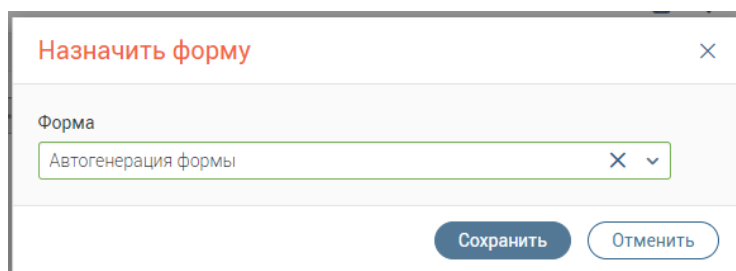 Назначить форму
Форма
Автогенерация формы
Сохранить Отменить